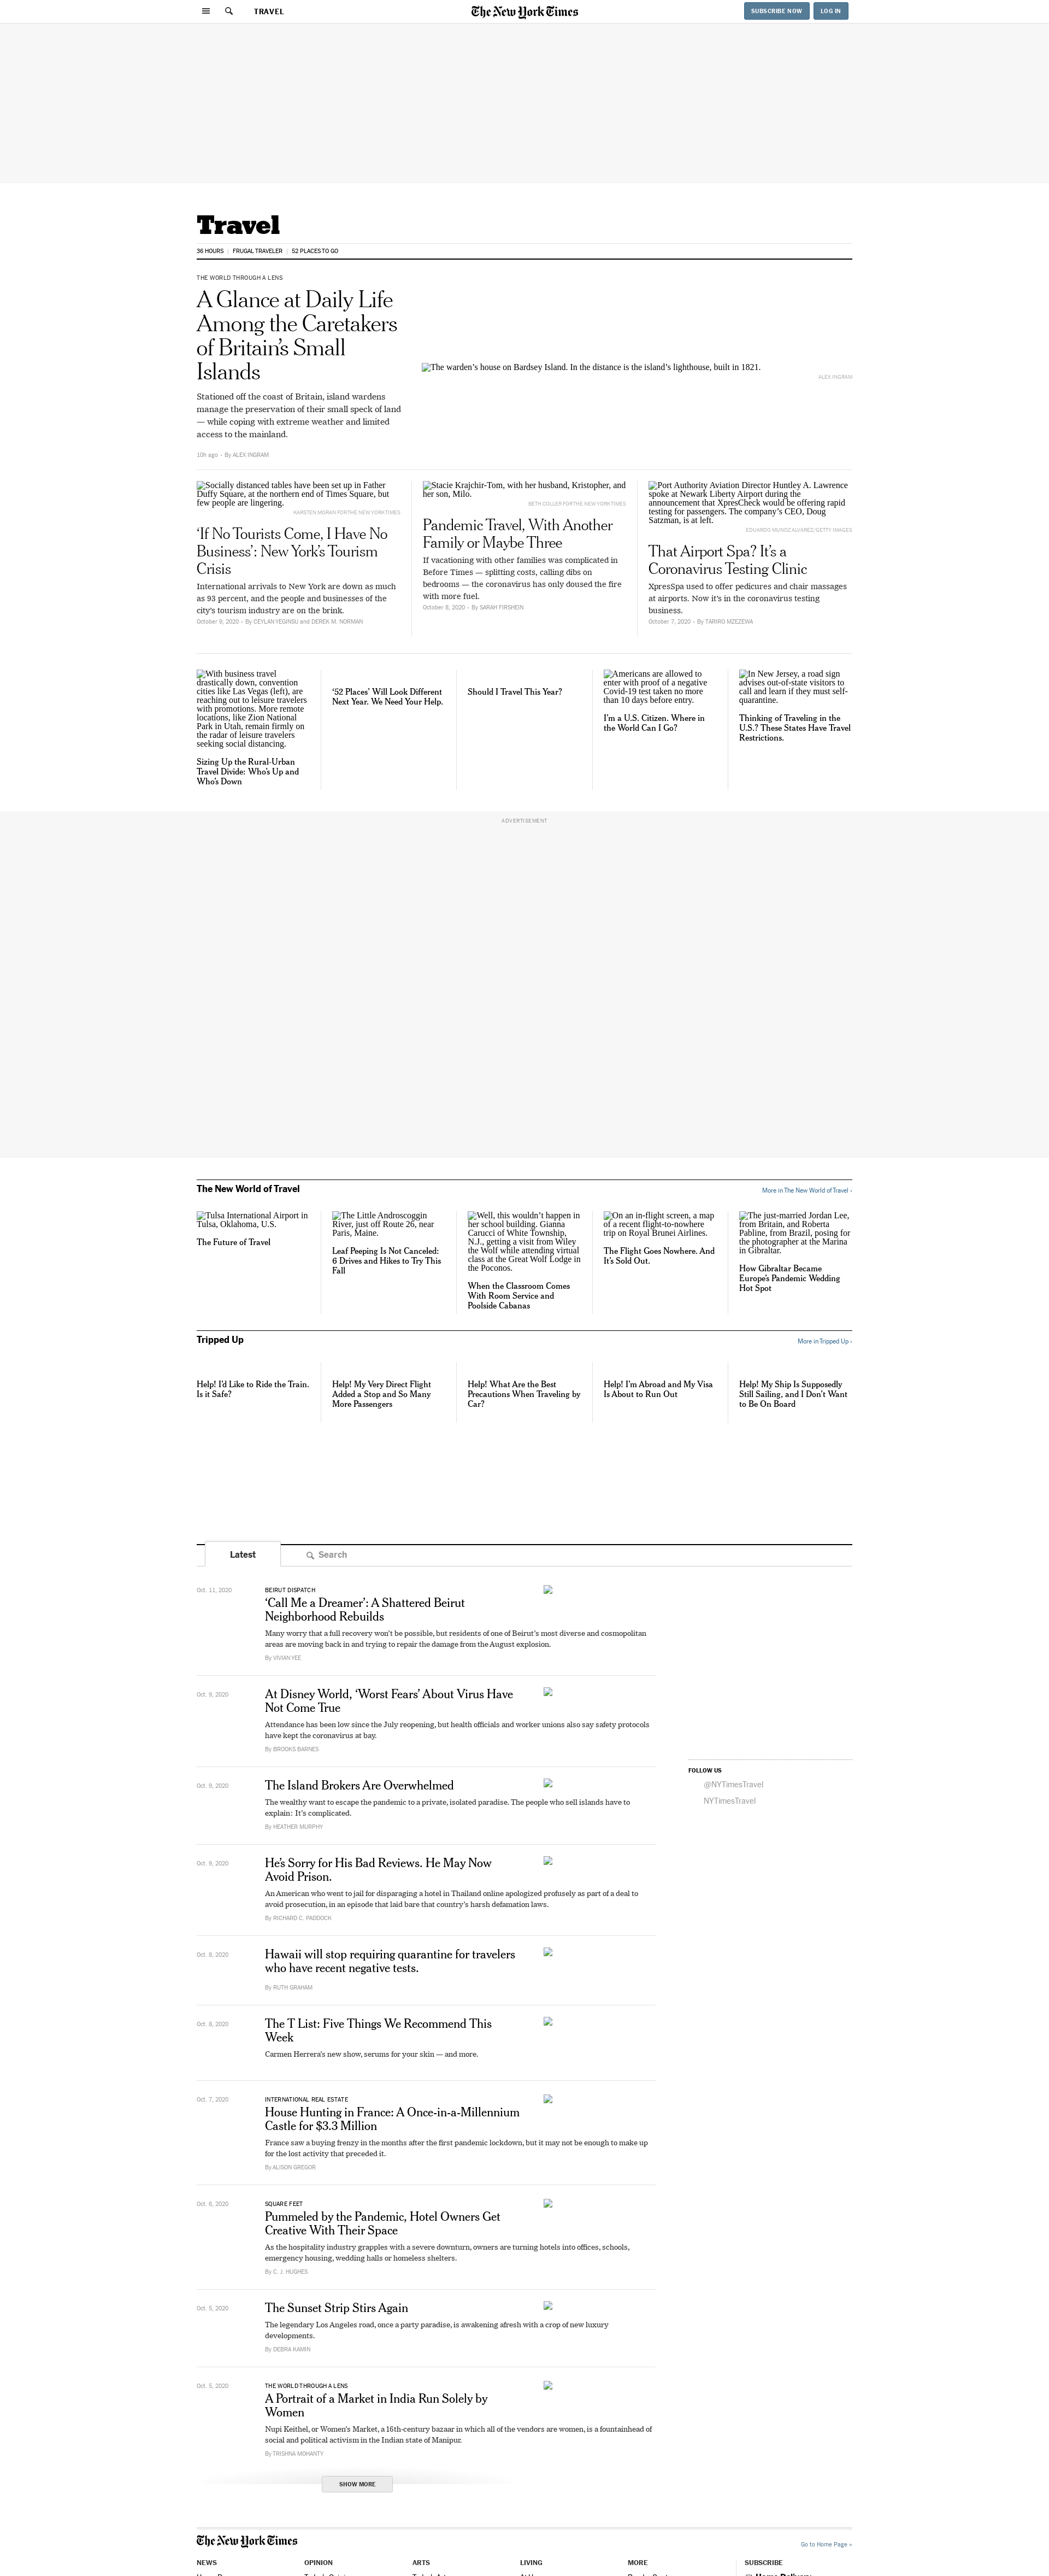 TRAVEL
The New York Times
SUBSCRIBE NOW
LOG IN
Travel
36 HOURS
FRUGAL TRAVELER
52 PLACES TO GO
THE WORLD THROUGH A LENS
A Glance at Daily Life
Among the Caretakers
of Britain’s Small
Islands
Stationed off the coast of Britain, island wardens
manage the preservation of their small speck of land
— while coping with extreme weather and limited
access to the mainland.
10h ago • By ALEX INGRAM
The warden’s house on Bardsey Island. In the distance is the island’s lighthouse, built in 1821.
ALEX INGRAM
Socially distanced tables have been set up in Father
Duffy Square, at the northern end of Times Square, but
few people are lingering.
KARSTEN MORAN FOR THE NEW YORK TIMES
‘If No Tourists Come, I Have No
Business’: New York’s Tourism
Crisis
International arrivals to New York are down as much
as 93 percent, and the people and businesses of the
city’s tourism industry are on the brink.
October 9, 2020 • By CEYLAN YEGINSU and DEREK M. NORMAN
Stacie Krajchir-Tom, with her husband, Kristopher, and
her son, Milo.
BETH COLLER FOR THE NEW YORK TIMES
Pandemic Travel, With Another
Family or Maybe Three
If vacationing with other families was complicated in
Before Times — splitting costs, calling dibs on
bedrooms — the coronavirus has only doused the fire
with more fuel.
October 8, 2020 • By SARAH FIRSHEIN
Port Authority Aviation Director Huntley A. Lawrence
spoke at Newark Liberty Airport during the
announcement that XpresCheck would be offering rapid
testing for passengers. The company’s CEO, Doug
Satzman, is at left.
EDUARDO MUNOZ ALVAREZ/GETTY IMAGES
That Airport Spa? It’s a
Coronavirus Testing Clinic
XpresSpa used to offer pedicures and chair massages
at airports. Now it’s in the coronavirus testing
business.
October 7, 2020 • By TARIRO MZEZEWA
With business travel
drastically down, convention
cities like Las Vegas (left), are
reaching out to leisure travelers
with promotions. More remote
locations, like Zion National
Park in Utah, remain firmly on
the radar of leisure travelers
seeking social distancing.
Sizing Up the Rural-Urban
Travel Divide: Who’s Up and
Who’s Down
‘52 Places’ Will Look Different
Next Year. We Need Your Help.
Should I Travel This Year?
Americans are allowed to
enter with proof of a negative
Covid-19 test taken no more
than 10 days before entry.
I’m a U.S. Citizen. Where in
the World Can I Go?
In New Jersey, a road sign
advises out-of-state visitors to
call and learn if they must self-
quarantine.
Thinking of Traveling in the
U.S.? These States Have Travel
Restrictions.
ADVERTISEMENT
The New World of Travel
More in The New World of Travel ›
Tulsa International Airport in
Tulsa, Oklahoma, U.S.
The Future of Travel
The Little Androscoggin
River, just off Route 26, near
Paris, Maine.
Leaf Peeping Is Not Canceled:
6 Drives and Hikes to Try This
Fall
Well, this wouldn’t happen in
her school building. Gianna
Carucci of White Township,
N.J., getting a visit from Wiley
the Wolf while attending virtual
class at the Great Wolf Lodge in
the Poconos.
When the Classroom Comes
With Room Service and
Poolside Cabanas
On an in-flight screen, a map
of a recent flight-to-nowhere
trip on Royal Brunei Airlines.
The Flight Goes Nowhere. And
It’s Sold Out.
The just-married Jordan Lee,
from Britain, and Roberta
Pabline, from Brazil, posing for
the photographer at the Marina
in Gibraltar.
How Gibraltar Became
Europe’s Pandemic Wedding
Hot Spot
Tripped Up
More in Tripped Up ›
Help! I’d Like to Ride the Train.
Is it Safe?
Help! My Very Direct Flight
Added a Stop and So Many
More Passengers
Help! What Are the Best
Precautions When Traveling by
Car?
Help! I’m Abroad and My Visa
Is About to Run Out
Help! My Ship Is Supposedly
Still Sailing, and I Don’t Want
to Be On Board
Latest
Search
Oct. 11, 2020
BEIRUT DISPATCH
‘Call Me a Dreamer’: A Shattered Beirut
Neighborhood Rebuilds
Many worry that a full recovery won’t be possible, but residents of one of Beirut’s most diverse and cosmopolitan
areas are moving back in and trying to repair the damage from the August explosion.
By VIVIAN YEE
Oct. 9, 2020
At Disney World, ‘Worst Fears’ About Virus Have
Not Come True
Attendance has been low since the July reopening, but health officials and worker unions also say safety protocols
have kept the coronavirus at bay.
By BROOKS BARNES
FOLLOW US
@NYTimesTravel
NYTimesTravel
Oct. 9, 2020
The Island Brokers Are Overwhelmed
The wealthy want to escape the pandemic to a private, isolated paradise. The people who sell islands have to
explain: It’s complicated.
By HEATHER MURPHY
Oct. 9, 2020
He’s Sorry for His Bad Reviews. He May Now
Avoid Prison.
An American who went to jail for disparaging a hotel in Thailand online apologized profusely as part of a deal to
avoid prosecution, in an episode that laid bare that country’s harsh defamation laws.
By RICHARD C. PADDOCK
Oct. 8, 2020
Hawaii will stop requiring quarantine for travelers
who have recent negative tests.
By RUTH GRAHAM
Oct. 8, 2020
The T List: Five Things We Recommend This
Week
Carmen Herrera’s new show, serums for your skin — and more.
Oct. 7, 2020
INTERNATIONAL REAL ESTATE
House Hunting in France: A Once-in-a-Millennium
Castle for $3.3 Million
France saw a buying frenzy in the months after the first pandemic lockdown, but it may not be enough to make up
for the lost activity that preceded it.
By ALISON GREGOR
Oct. 6, 2020
SQUARE FEET
Pummeled by the Pandemic, Hotel Owners Get
Creative With Their Space
As the hospitality industry grapples with a severe downturn, owners are turning hotels into offices, schools,
emergency housing, wedding halls or homeless shelters.
By C. J. HUGHES
Oct. 5, 2020
The Sunset Strip Stirs Again
The legendary Los Angeles road, once a party paradise, is awakening afresh with a crop of new luxury
developments.
By DEBRA KAMIN
Oct. 5, 2020
THE WORLD THROUGH A LENS
A Portrait of a Market in India Run Solely by
Women
Nupi Keithel, or Women’s Market, a 16th-century bazaar in which all of the vendors are women, is a fountainhead of
social and political activism in the Indian state of Manipur.
By TRISHNA MOHANTY
SHOW MORE
The New York Times
Go to Home Page »
NEWS
OPINION
ARTS
LIVING
MORE
SUBSCRIBE